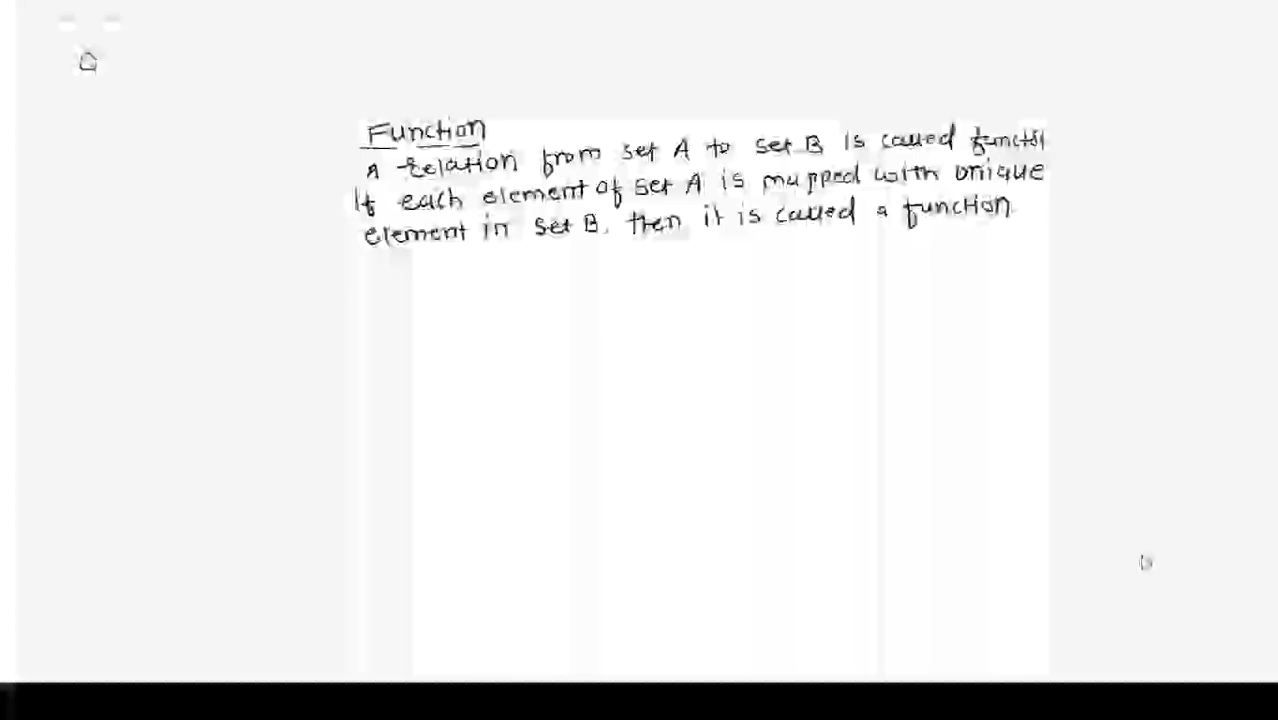 Function
A relation from set A to set B is called functi
If each element of set A is mapped with unique
element in set B, then it is called a function